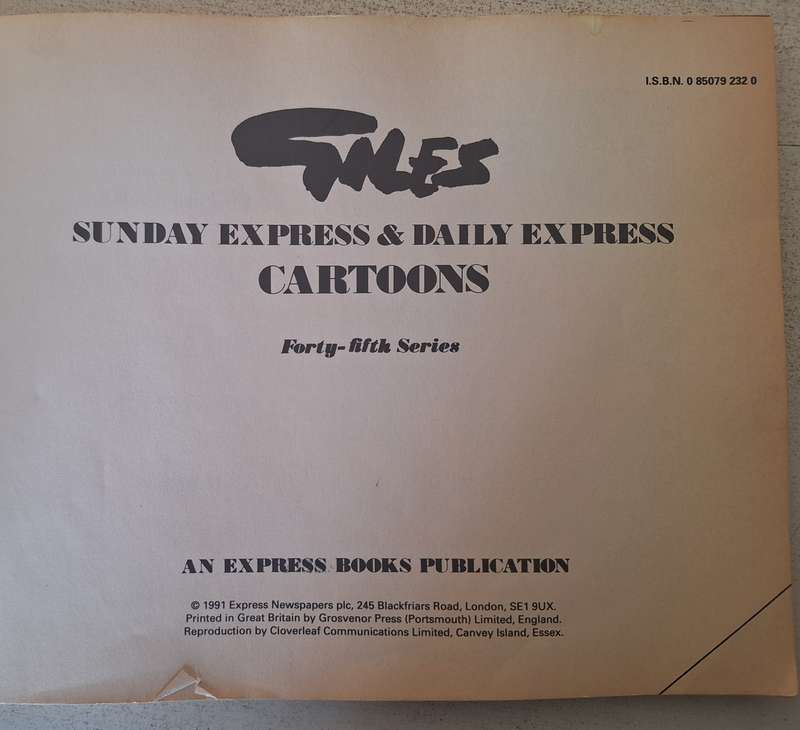 I.S.B.N. 0 85079 232 0
GILES
SUNDAY EXPRESS & DAILY EXPRESS
CARTOONS
Forty-fifth Series
AN EXPRESS BOOKS PUBLICATION
© 1991 Express Newspapers plc, 245 Blackfriars Road, London, SE1 9UX.
Printed in Great Britain by Grosvenor Press (Portsmouth) Limited, England.
Reproduction by Cloverleaf Communications Limited, Canvey Island, Essex.